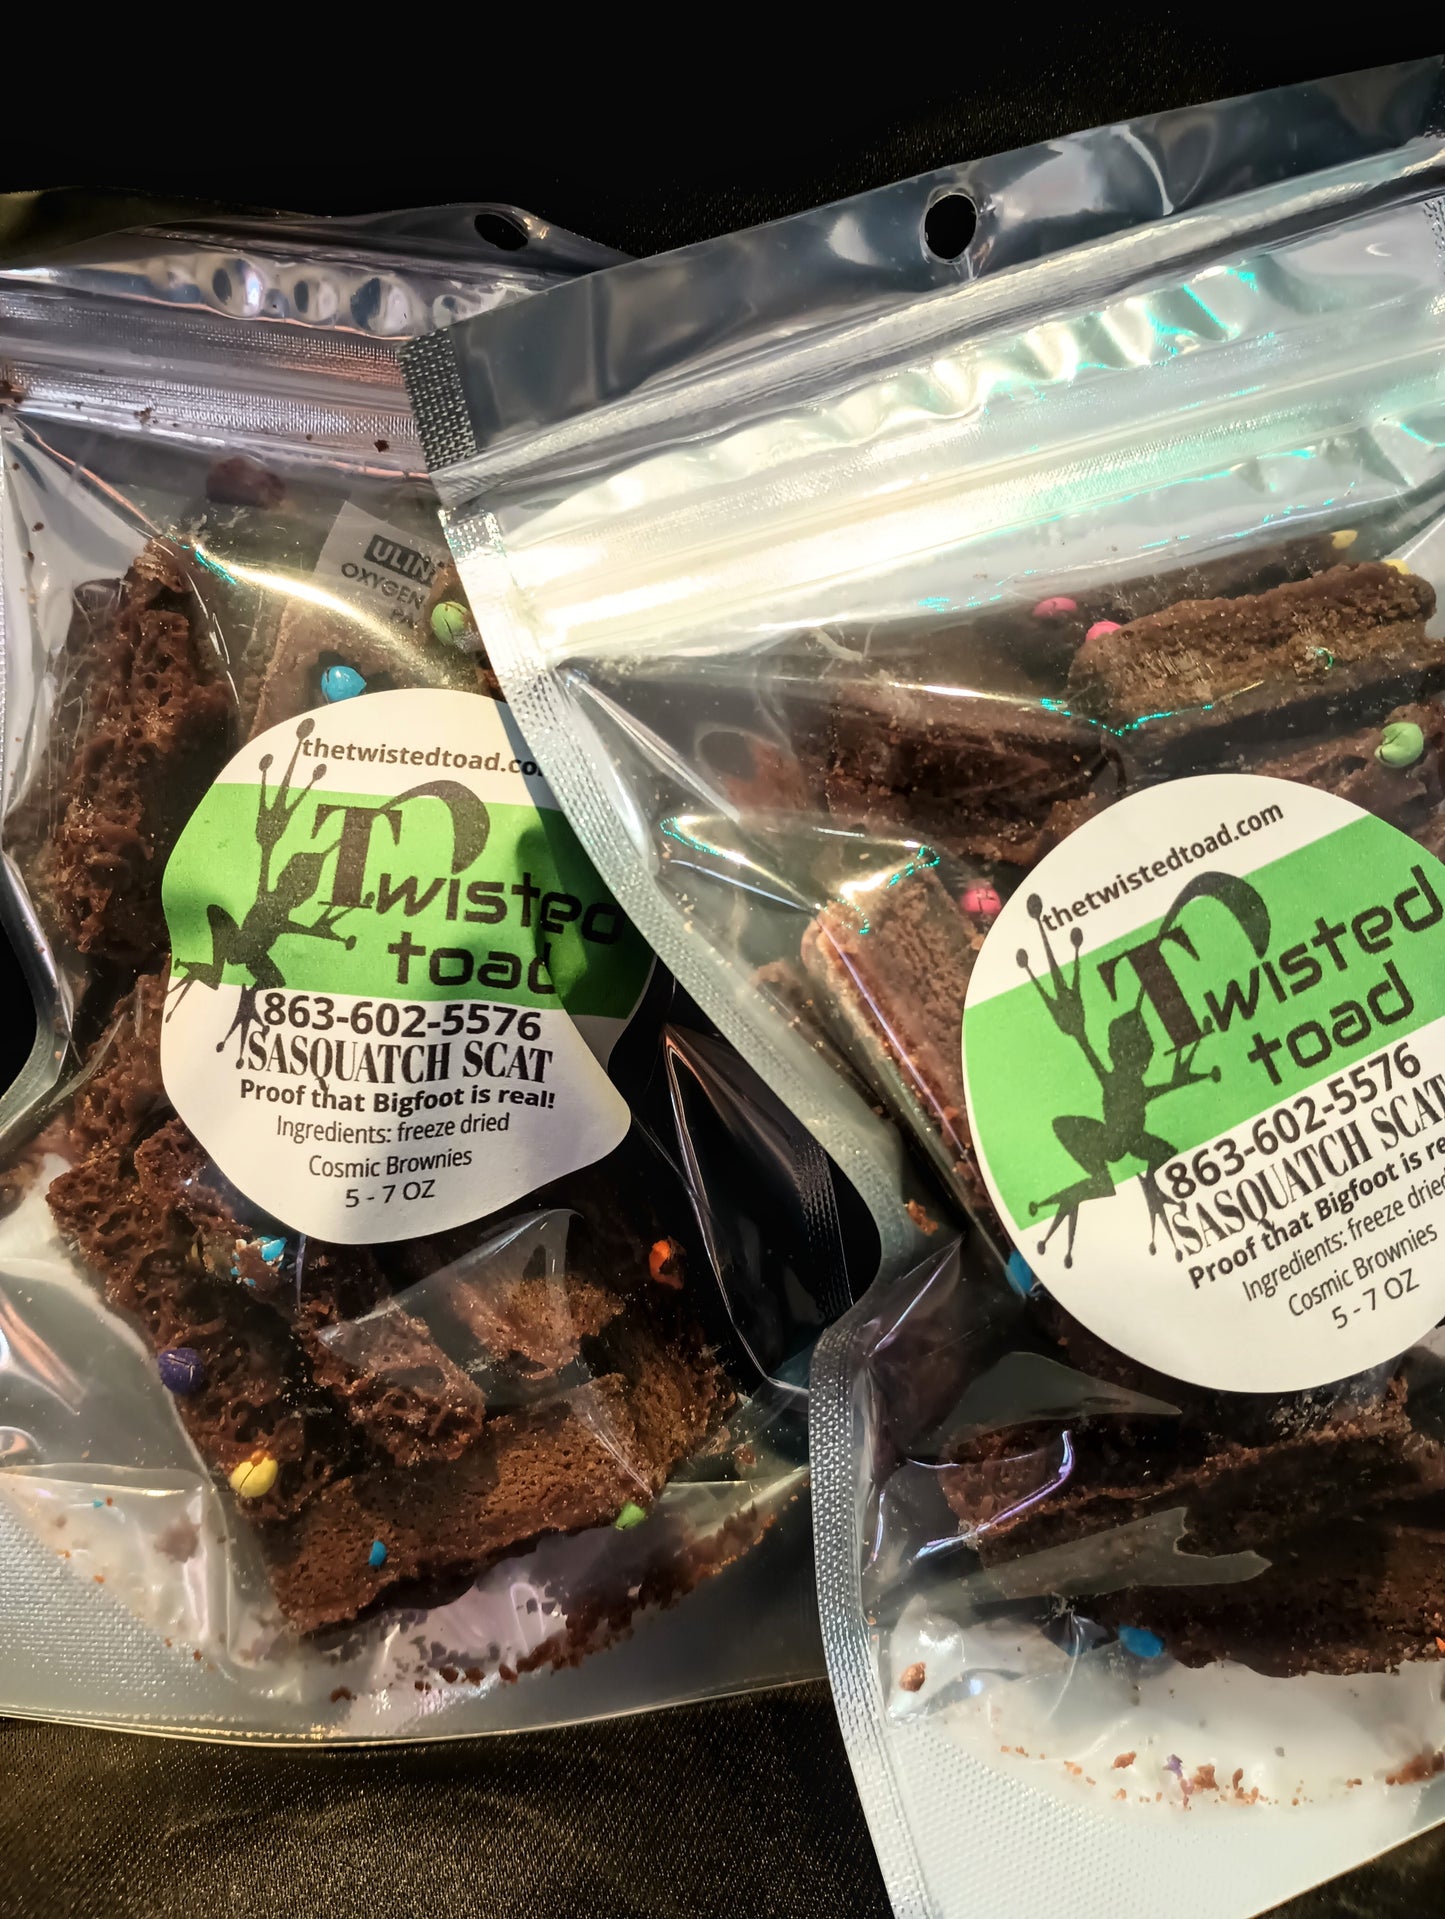 ULIN
OXYGEN
thetwistedtoad.co
Twisted
toad
863-602-5576
SASQUATCH SCAT
Proof that Bigfoot is real!
Ingredients: freeze dried
Cosmic Brownies
5 - 7 OZ
thetwistedtoad.com
Twisted
toad
863-602-5576
SASQUATCH SCAT
Proof that Bigfoot is re
Ingredients: freeze dried
Cosmic Brownies
5 - 7 OZ